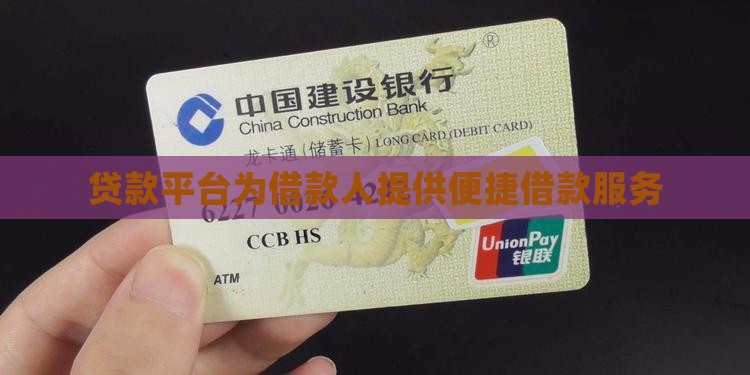 ®
中国建设银行
China Construction Bank
龙卡通(储蓄卡) LONG CARD (DEBIT CARD)
贷款平台为借款人提供便捷借款服务
CCB HS
UnionPay
银联
ATM